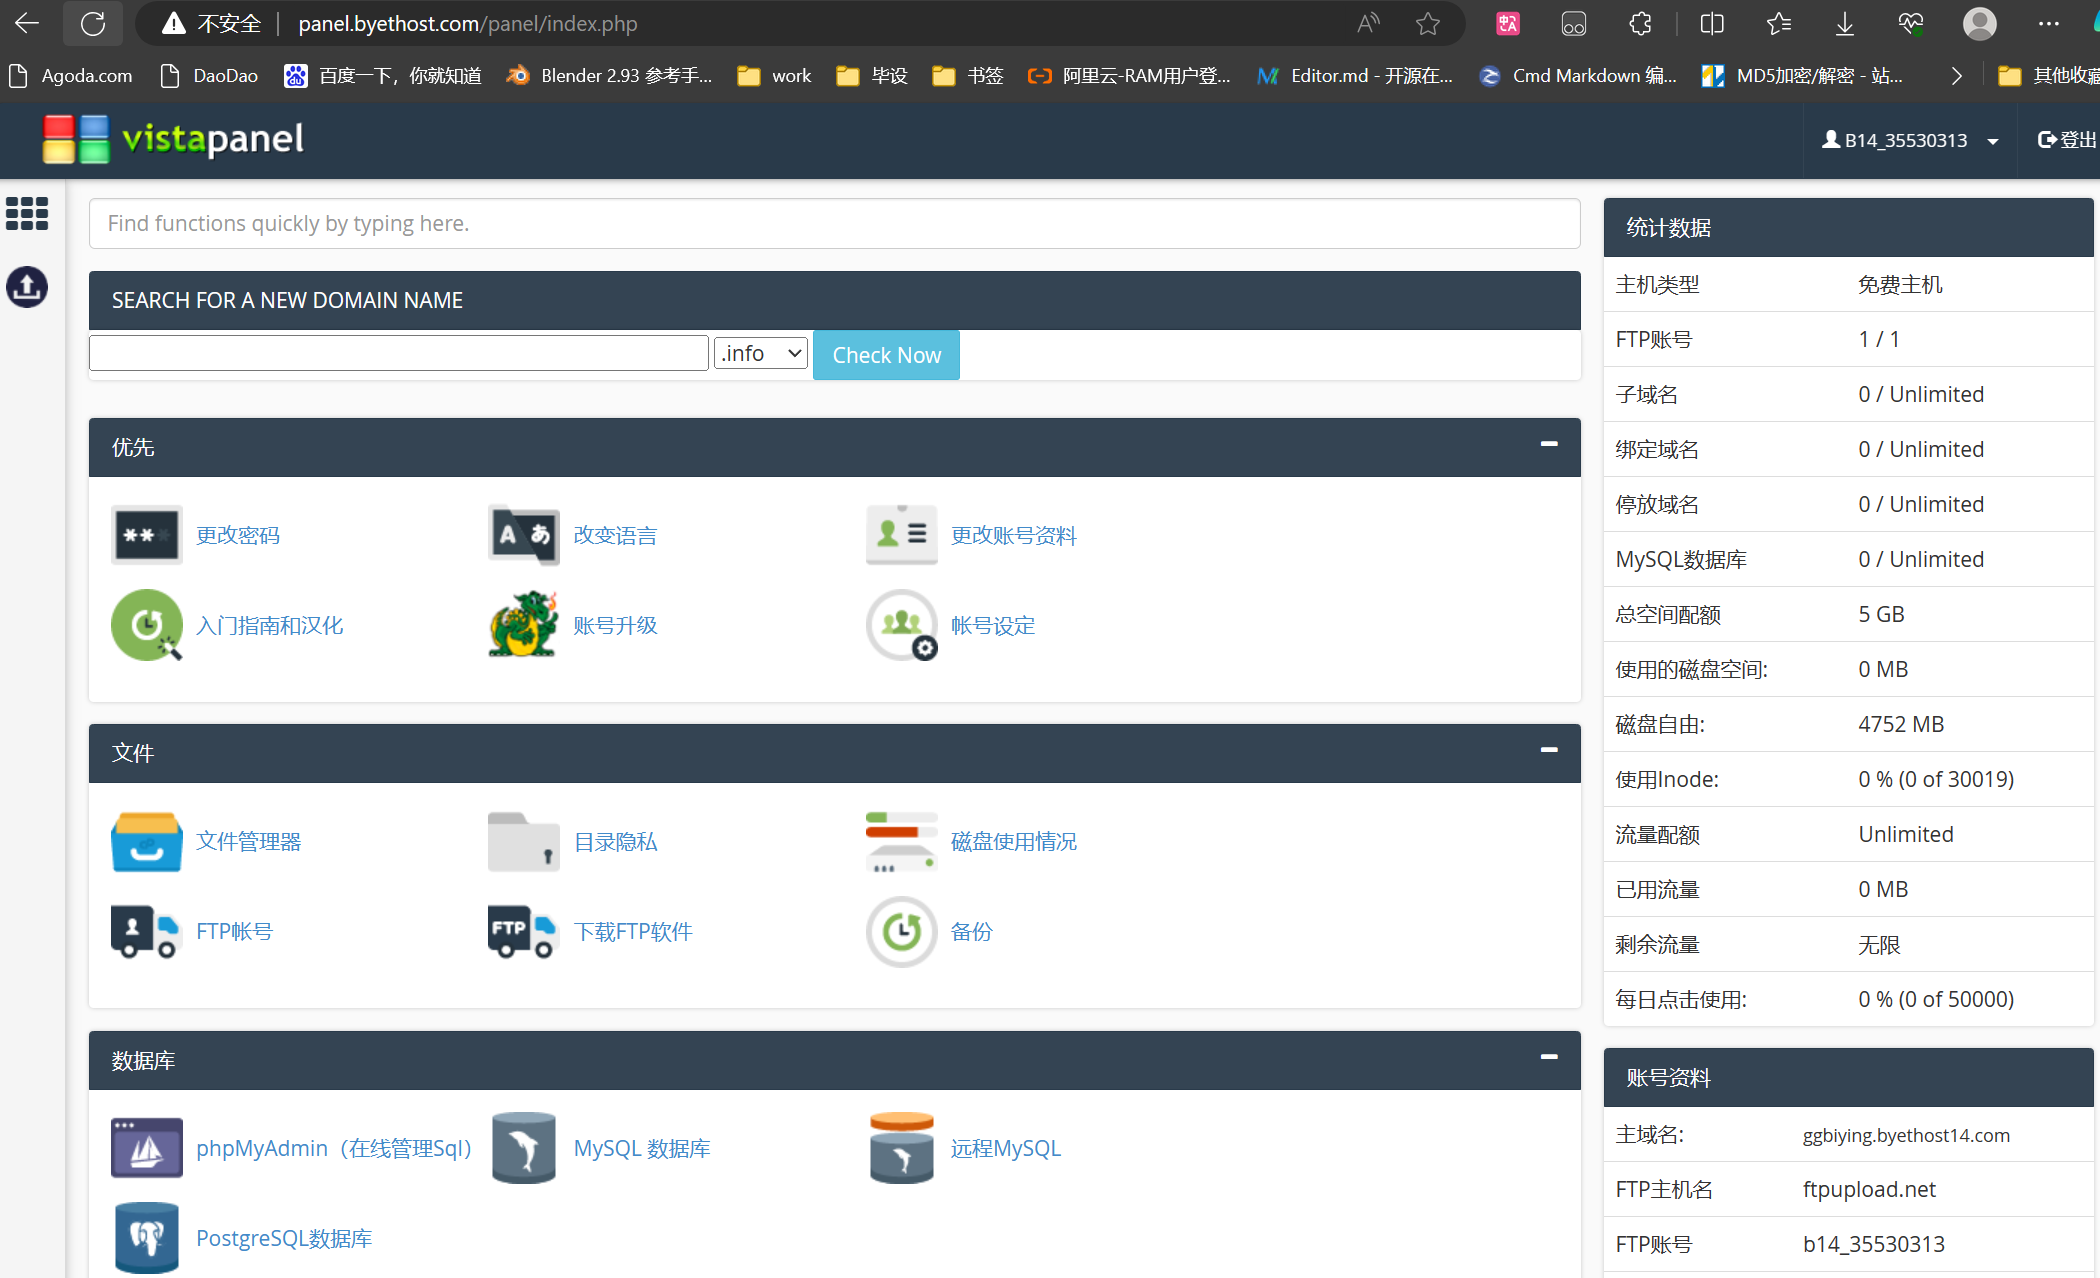 不安全 panel.byethost.com/panel/index.php
Agoda.com DaoDao 百度一下，你就知道 Blender 2.93 参考手... work 毕设 书签 阿里云-RAM用户登... Editor.md - 开源在... Cmd Markdown 编... MD5加密/解密 - 站... 其他收藏
vistapanel
B14_35530313
登出
Find functions quickly by typing here.
SEARCH FOR A NEW DOMAIN NAME
.info Check Now
优先
更改密码 改变语言 更改账号资料
入门指南和汉化 账号升级 帐号设定
文件
文件管理器 目录隐私 磁盘使用情况
FTP帐号 下载FTP软件 备份
数据库
phpMyAdmin（在线管理Sql） MySQL 数据库 远程MySQL
PostgreSQL数据库
统计数据
主机类型 免费主机
FTP账号 1 / 1
子域名 0 / Unlimited
绑定域名 0 / Unlimited
停放域名 0 / Unlimited
MySQL数据库 0 / Unlimited
总空间配额 5 GB
使用的磁盘空间: 0 MB
磁盘自由: 4752 MB
使用Inode: 0 % (0 of 30019)
流量配额 Unlimited
已用流量 0 MB
剩余流量 无限
每日点击使用: 0 % (0 of 50000)
账号资料
主域名: ggbiying.byethost14.com
FTP主机名 ftpupload.net
FTP账号 b14_35530313